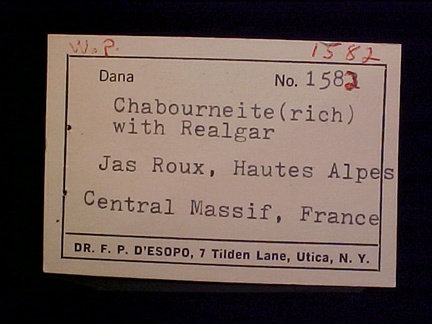 W.P. 1582
Dana No. 1582
Chabourneite(rich)
with Realgar
Jas Roux, Hautes Alpes
Central Massif, France
DR. F. P. D'ESOPO, 7 Tilden Lane, Utica, N. Y.